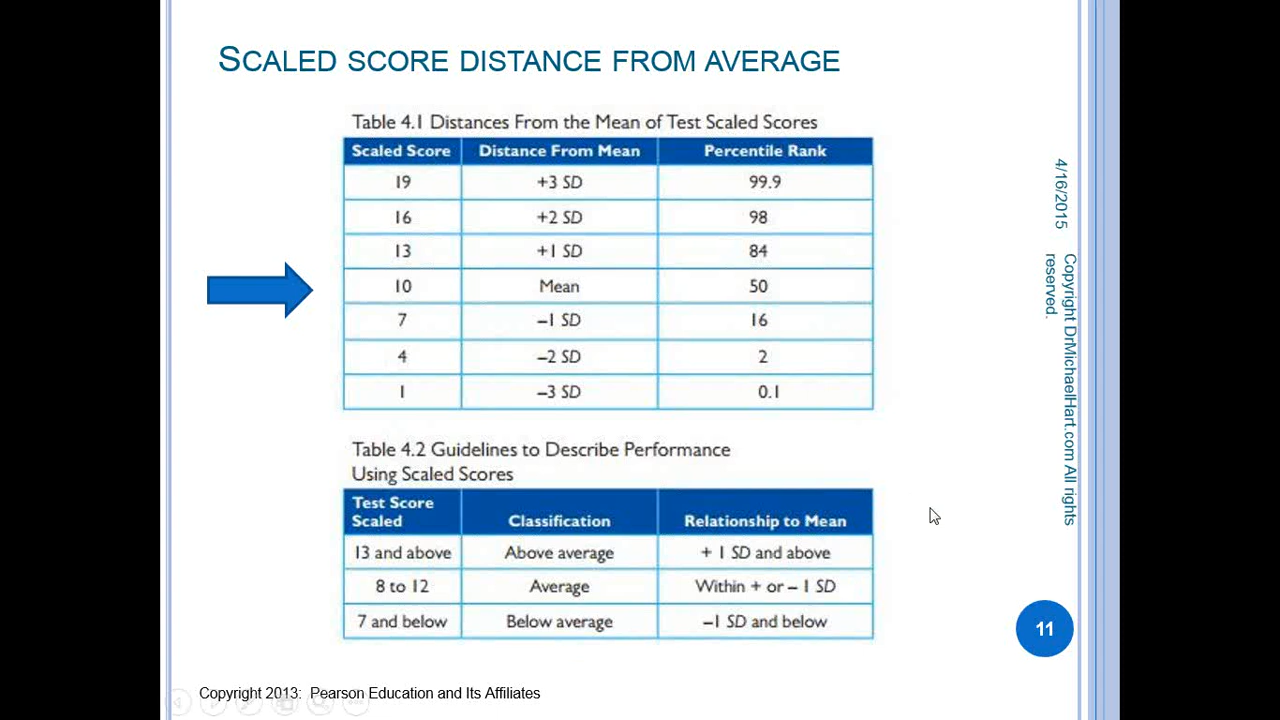 SCALED SCORE DISTANCE FROM AVERAGE
Table 4.1 Distances From the Mean of Test Scaled Scores
Scaled Score Distance From Mean Percentile Rank
19 +3 SD 99.9
16 +2 SD 98
13 +1 SD 84
10 Mean 50
7 –1 SD 16
4 –2 SD 2
1 –3 SD 0.1
Table 4.2 Guidelines to Describe Performance
Using Scaled Scores
Test Score
Scaled Classification Relationship to Mean
13 and above Above average + 1 SD and above
8 to 12 Average Within + or – 1 SD
7 and below Below average –1 SD and below
4/16/2015
Copyright DrMichaelHart.com All rights
reserved.
11
Copyright 2013: Pearson Education and Its Affiliates